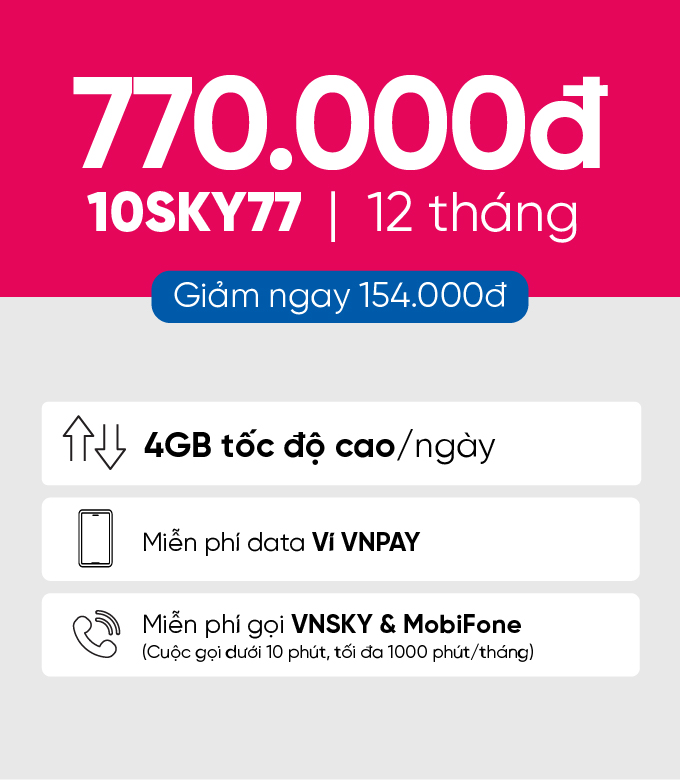 770.000đ
10SKY77 | 12 tháng
Giảm ngay 154.000đ
4GB tốc độ cao/ngày
Miễn phí data Ví VNPAY
Miễn phí gọi VNSKY & MobiFone
(Cuộc gọi dưới 10 phút, tối đa 1000 phút/tháng)